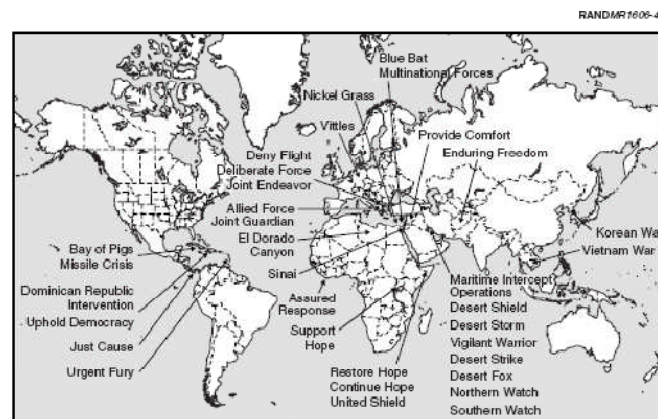 RANDMR1606-4
Blue Bat
Multinational Forces
Nickel Grass
Vittles
Provide Comfort
Deny Flight
Deliberate Force
Joint Endeavor
Enduring Freedom
Allied Force
Joint Guardian
El Dorado
Canyon
Sinai
Korean Wa
Vietnam War
Bay of Pigs
Missile Crisis
Dominican Republic
Intervention
Uphold Democracy
Just Cause
Urgent Fury
Assured
Response
Support
Hope
Restore Hope
Continue Hope
United Shield
Maritime Intercept
Operations
Desert Shield
Desert Storm
Vigilant Warrior
Desert Strike
Desert Fox
Northern Watch
Southern Watch